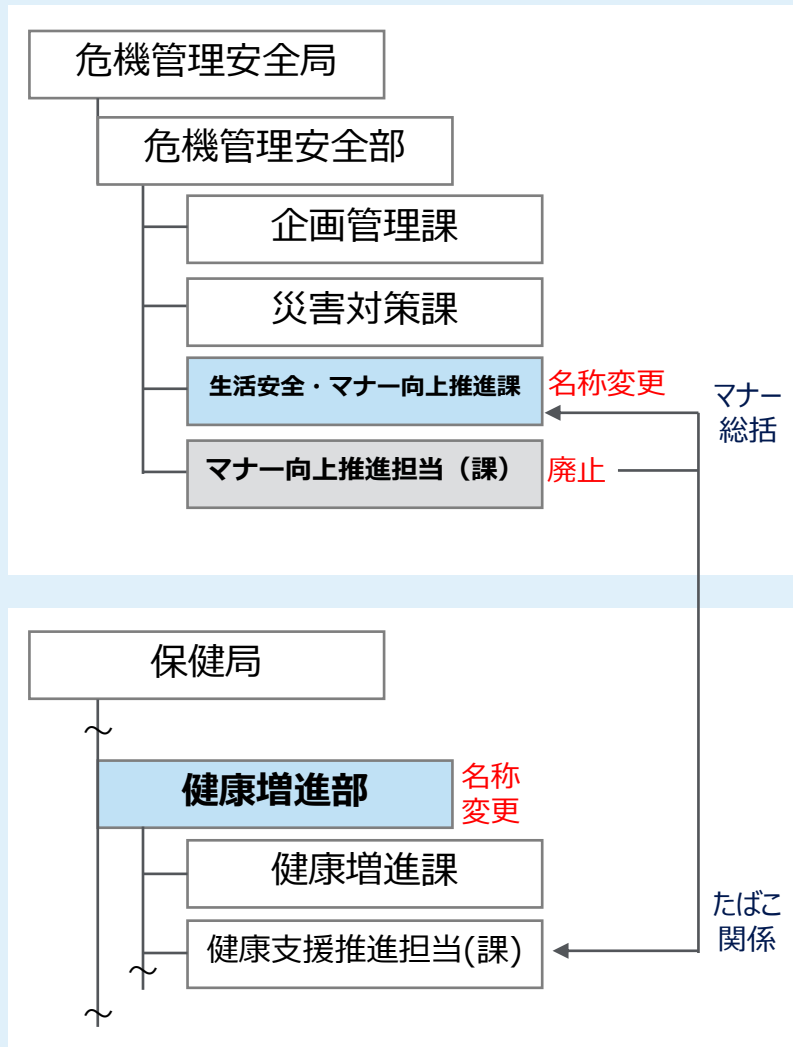 危機管理安全局
危機管理安全部
企画管理課
災害対策課
生活安全・マナー向上推進課
名称変更
マナー
総括
マナー向上推進担当（課）
廃止
保健局
～
健康増進部
名称
変更
健康増進課
健康支援推進担当(課)
たばこ
関係
～
～